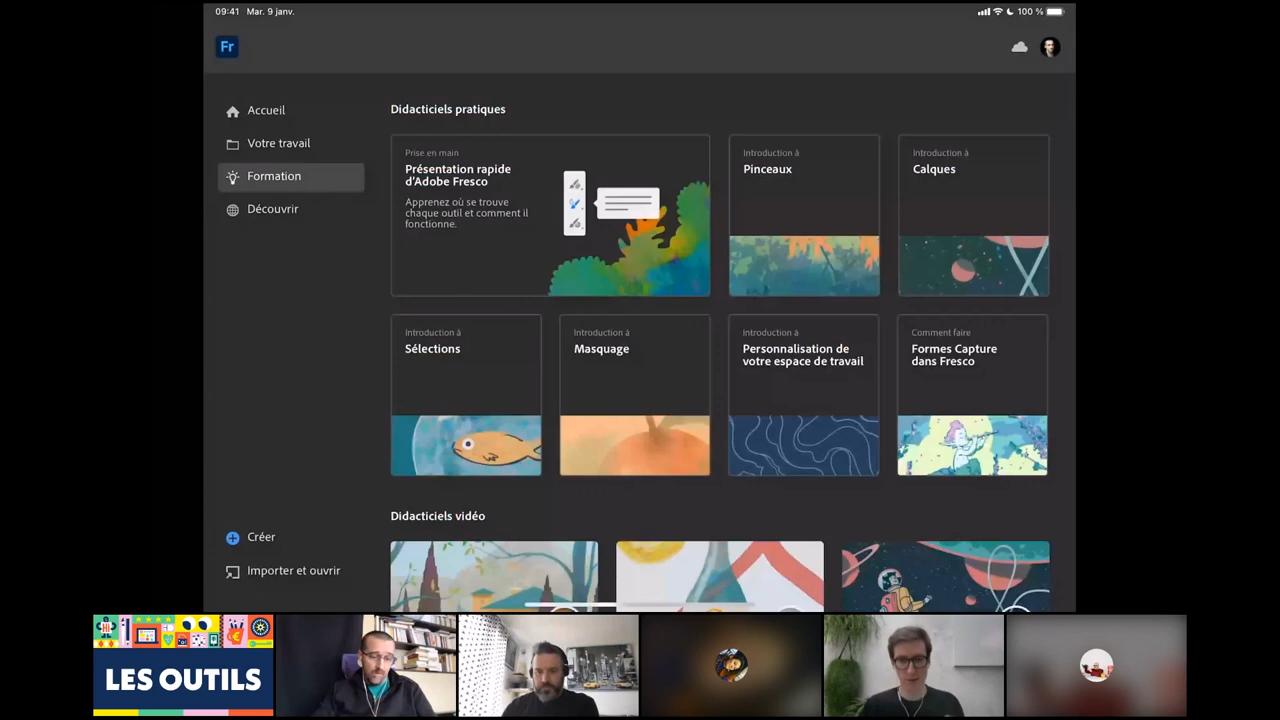 09:41 Mar. 9 janv.
100 %
Fr
Accueil
Votre travail
Formation
Découvrir
Didacticiels pratiques
Prise en main
Présentation rapide
d'Adobe Fresco
Apprenez où se trouve
chaque outil et comment il
fonctionne.
Introduction à
Pinceaux
Introduction à
Calques
Introduction à
Sélections
Introduction à
Masquage
Introduction à
Personnalisation de
votre espace de travail
Comment faire
Formes Capture
dans Fresco
Didacticiels vidéo
Créer
Importer et ouvrir
HI
LES OUTILS